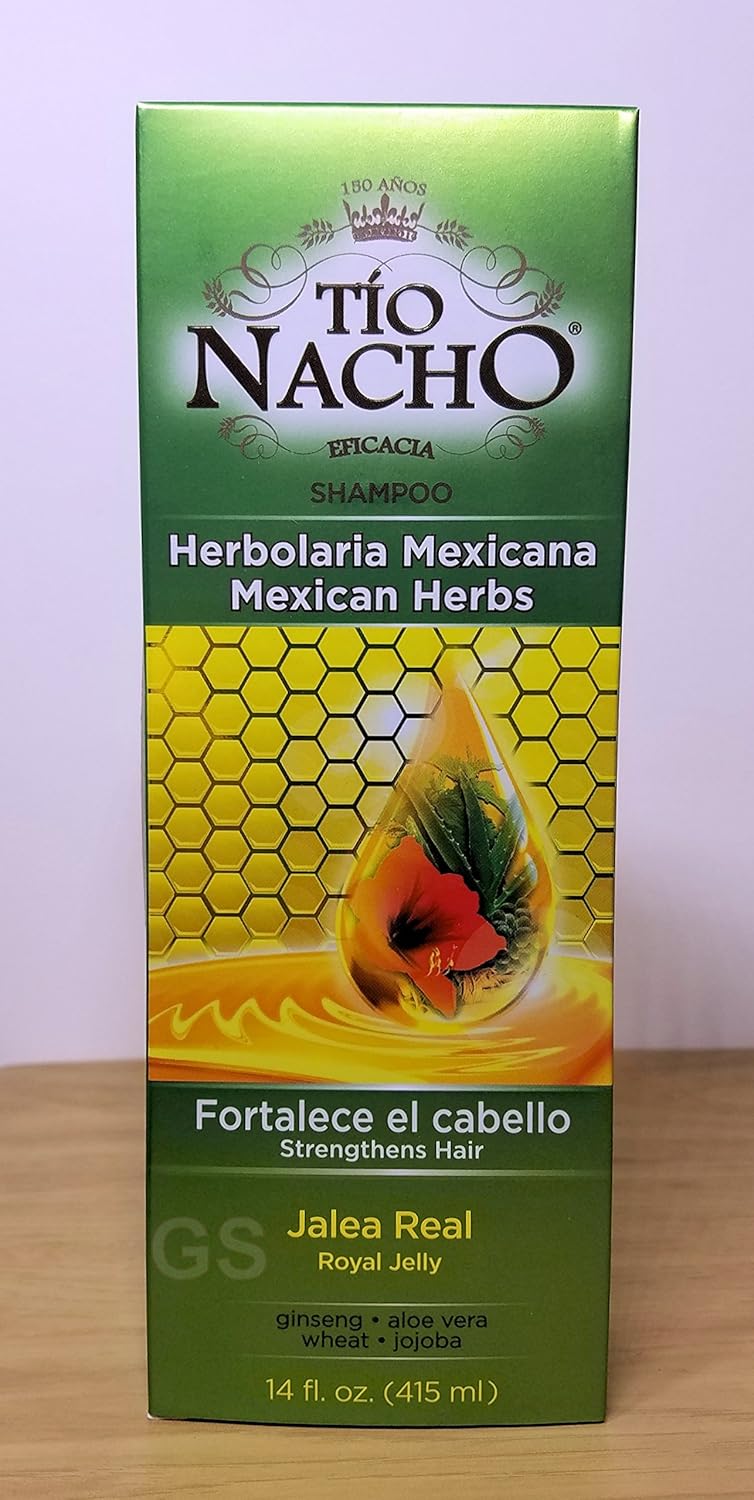 150 AÑOS
TÍO
NACHO®
EFICACIA
SHAMPOO
Herbolaria Mexicana
Mexican Herbs
Fortalece el cabello
Strengthens Hair
GS
Jalea Real
Royal Jelly
ginseng • aloe vera
wheat • jojoba
14 fl. oz. (415 ml)